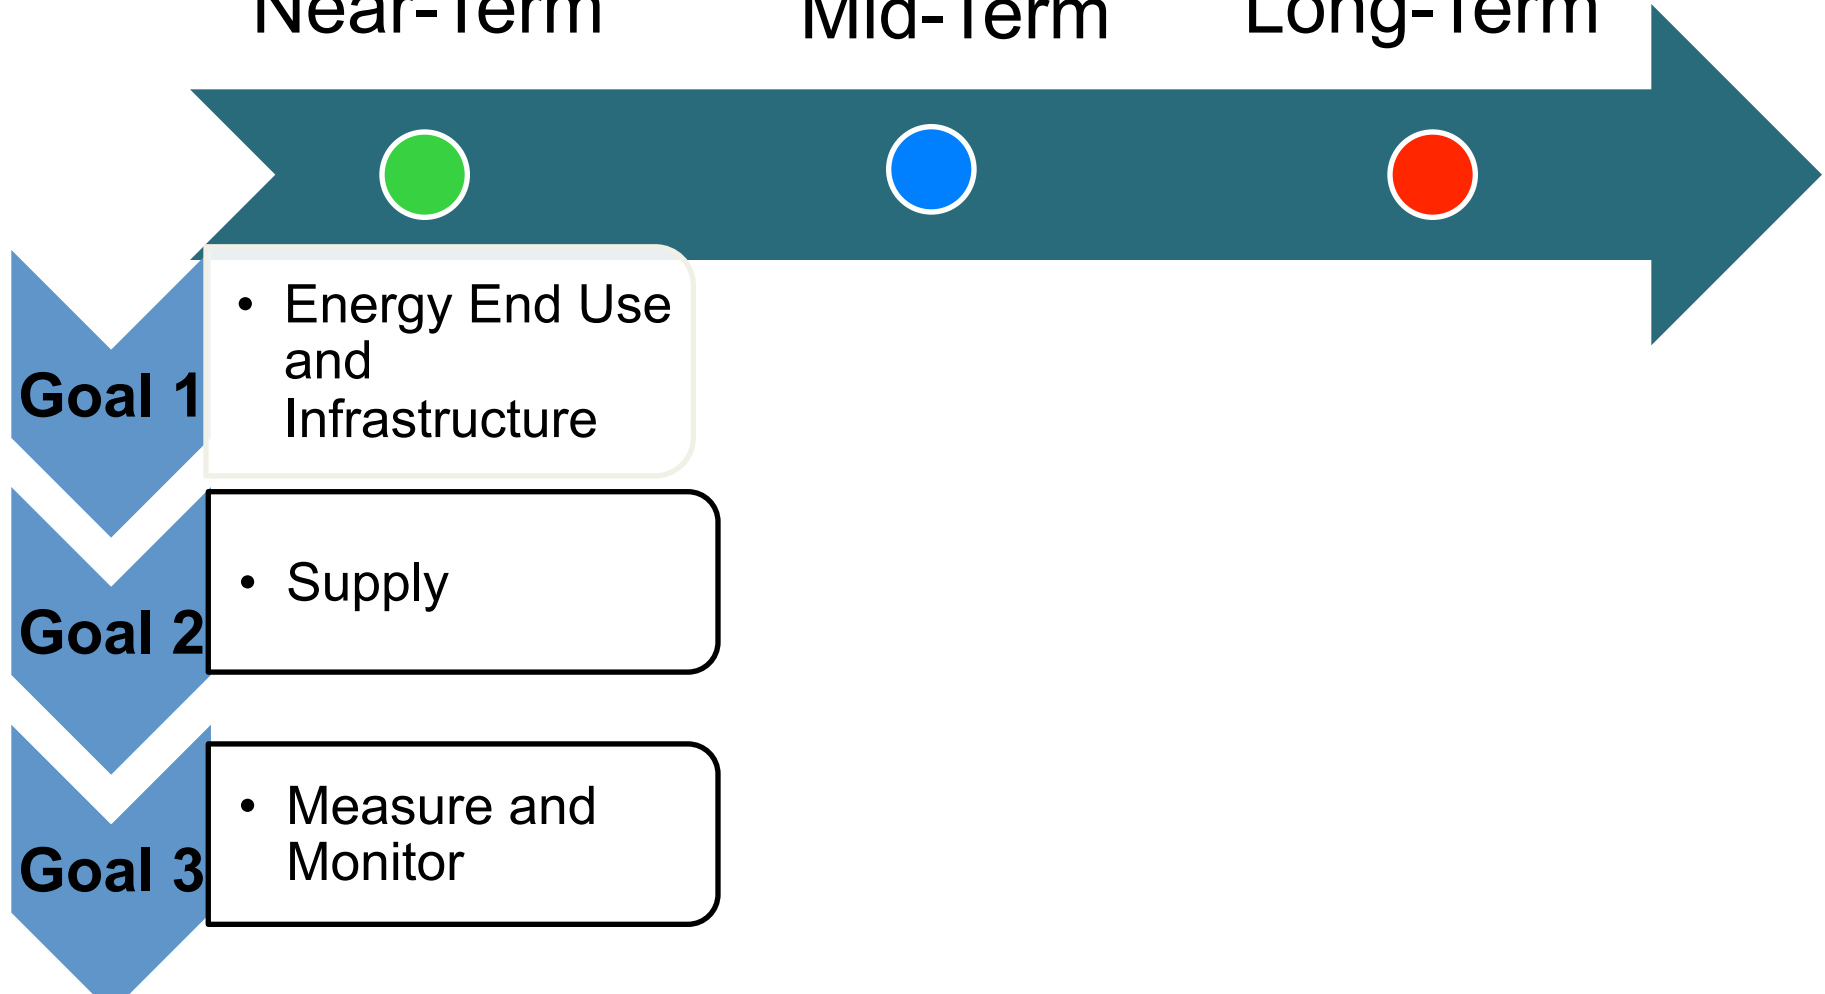 Near-Term
Mid-Term
Long-Term
Goal 1
• Energy End Use
and
Infrastructure
Goal 2
• Supply
Goal 3
• Measure and
Monitor